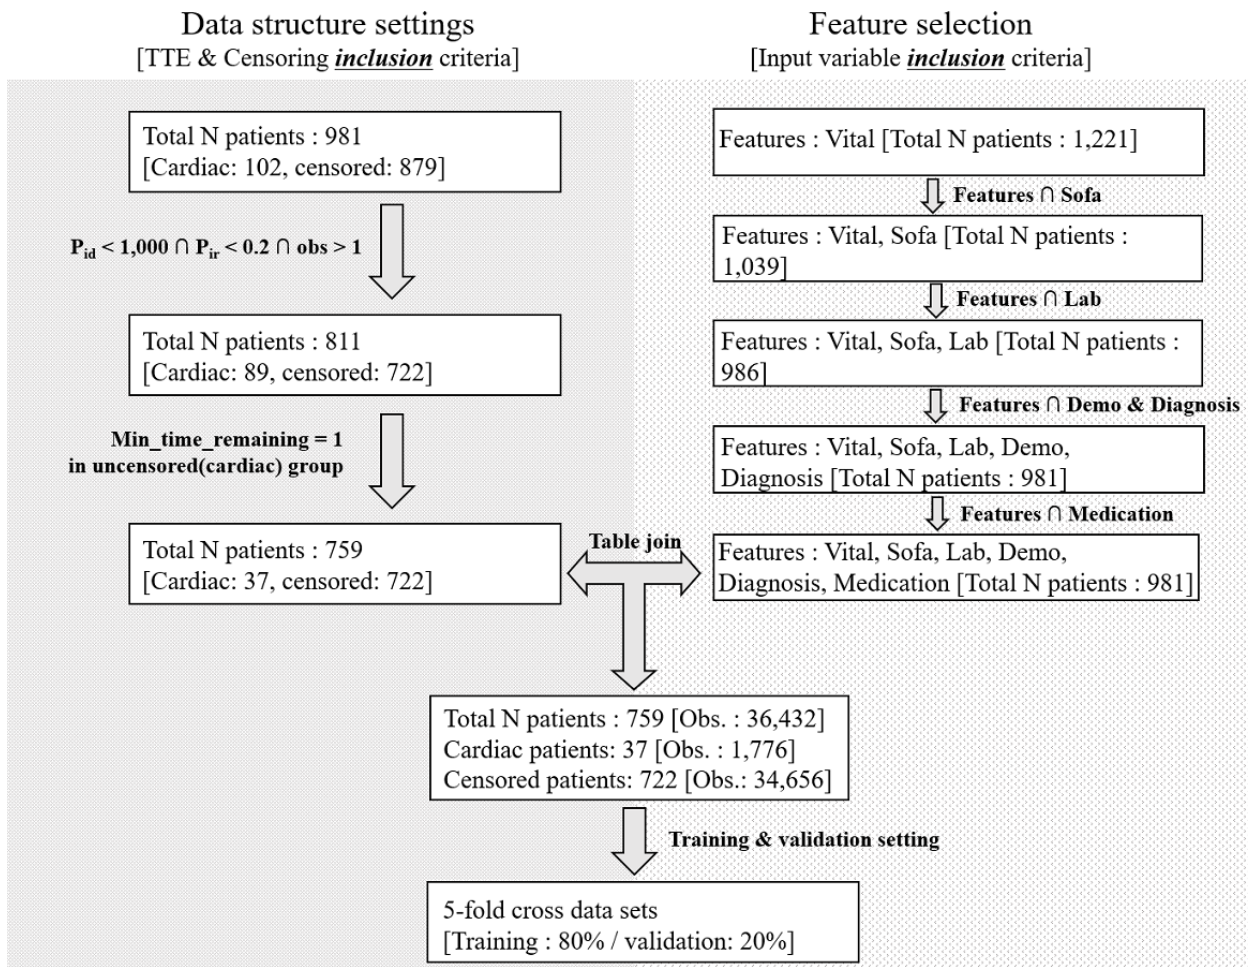 Data structure settings
[TTE & Censoring inclusion criteria]
Total N patients : 981
[Cardiac: 102, censored: 879]
Pid < 1,000 ∩ Pir < 0.2 ∩ obs > 1
Total N patients : 811
[Cardiac: 89, censored: 722]
Min_time_remaining = 1
in uncensored(cardiac) group
Total N patients : 759
[Cardiac: 37, censored: 722]
Feature selection
[Input variable inclusion criteria]
Features : Vital [Total N patients : 1,221]
Features ∩ Sofa
Features : Vital, Sofa [Total N patients :
1,039]
Features ∩ Lab
Features : Vital, Sofa, Lab [Total N patients :
986]
Features ∩ Demo & Diagnosis
Features : Vital, Sofa, Lab, Demo,
Diagnosis [Total N patients : 981]
Features ∩ Medication
Features : Vital, Sofa, Lab, Demo,
Diagnosis, Medication [Total N patients : 981]
Table join
Total N patients : 759 [Obs. : 36,432]
Cardiac patients: 37 [Obs. : 1,776]
Censored patients: 722 [Obs.: 34,656]
Training & validation setting
5-fold cross data sets
[Training : 80% / validation: 20%]